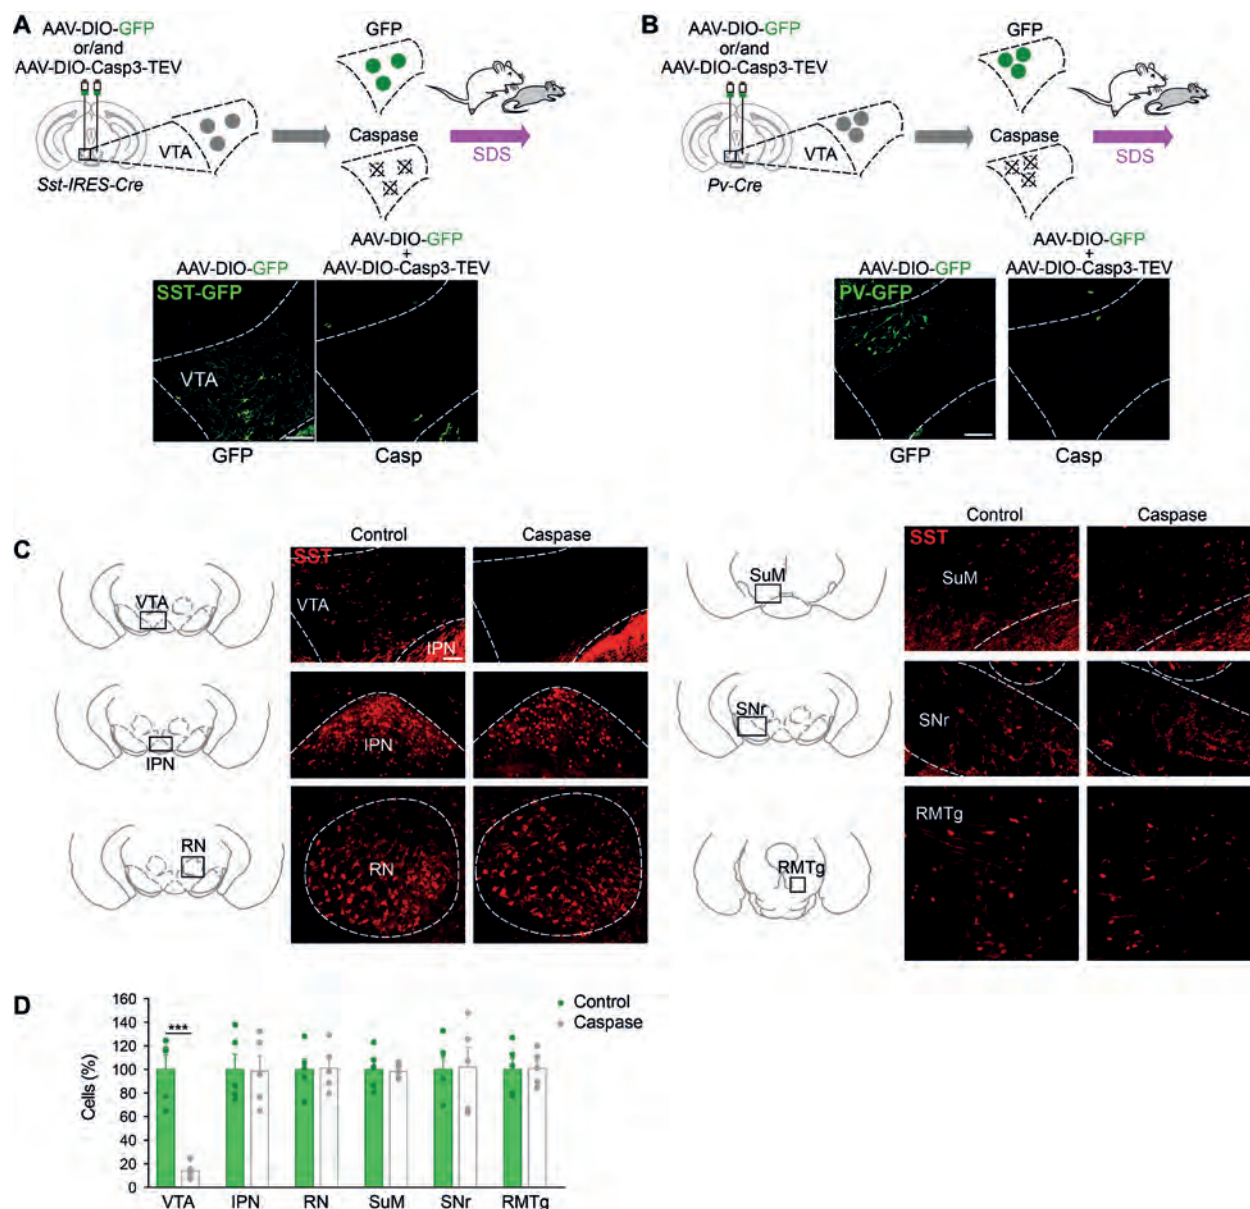 A
AAV-DIO-GFP
or/and
AAV-DIO-Casp3-TEV
VTA
Sst-IRES-Cre
GFP
Caspase
SDS
AAV-DIO-GFP
AAV-DIO-GFP
+
AAV-DIO-Casp3-TEV
SST-GFP
VTA
GFP
Casp
B
AAV-DIO-GFP
or/and
AAV-DIO-Casp3-TEV
VTA
Pv-Cre
GFP
Caspase
SDS
AAV-DIO-GFP
AAV-DIO-GFP
+
AAV-DIO-Casp3-TEV
PV-GFP
GFP
Casp
C
Control
Caspase
VTA
SST
VTA
IPN
IPN
IPN
RN
RN
Control
Caspase
SuM
SST
SuM
SNr
SNr
RMTg
RMTg
D
Cells (%)
160
140
120
100
80
60
40
20
0
***
Control
Caspase
VTA IPN RN SuM SNr RMTg